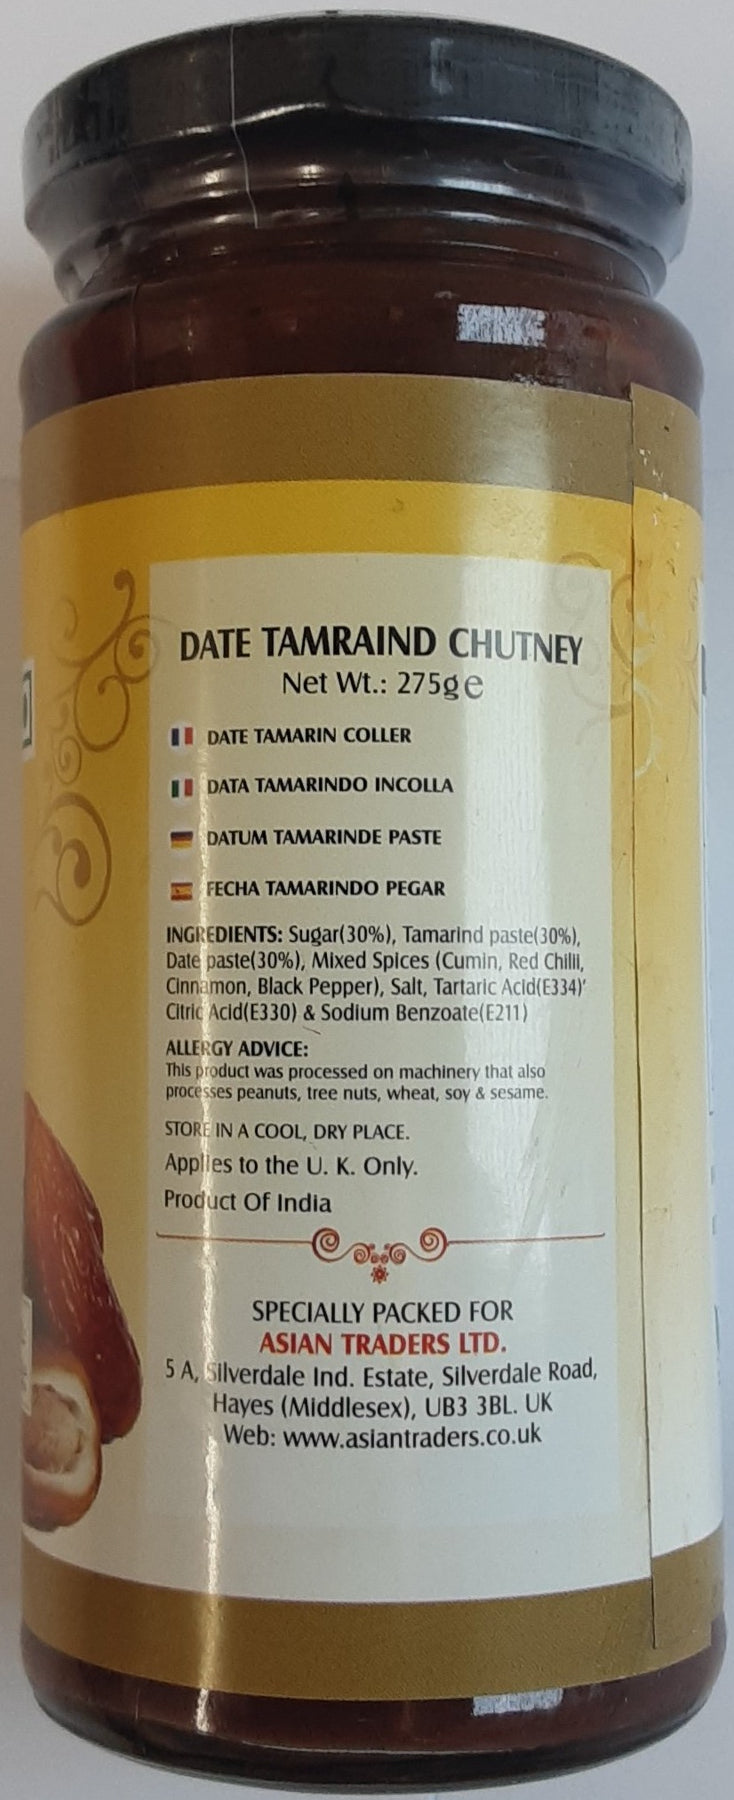 DATE TAMRAIND CHUTNEY
Net Wt.: 275g e
DATE TAMARIN COLLER
DATA TAMARINDO INCOLLA
DATUM TAMARINDE PASTE
FECHA TAMARINDO PEGAR
INGREDIENTS: Sugar(30%), Tamarind paste(30%),
Date paste(30%), Mixed Spices (Cumin, Red Chilli,
Cinnamon, Black Pepper), Salt, Tartaric Acid(E334)'
Citric Acid(E330) & Sodium Benzoate(E211)
ALLERGY ADVICE:
This product was processed on machinery that also
processes peanuts, tree nuts, wheat, soy & sesame.
STORE IN A COOL, DRY PLACE.
Applies to the U. K. Only.
Product Of India
SPECIALLY PACKED FOR
ASIAN TRADERS LTD.
5 A, Silverdale Ind. Estate, Silverdale Road,
Hayes (Middlesex), UB3 3BL. UK
Web: www.asiantraders.co.uk